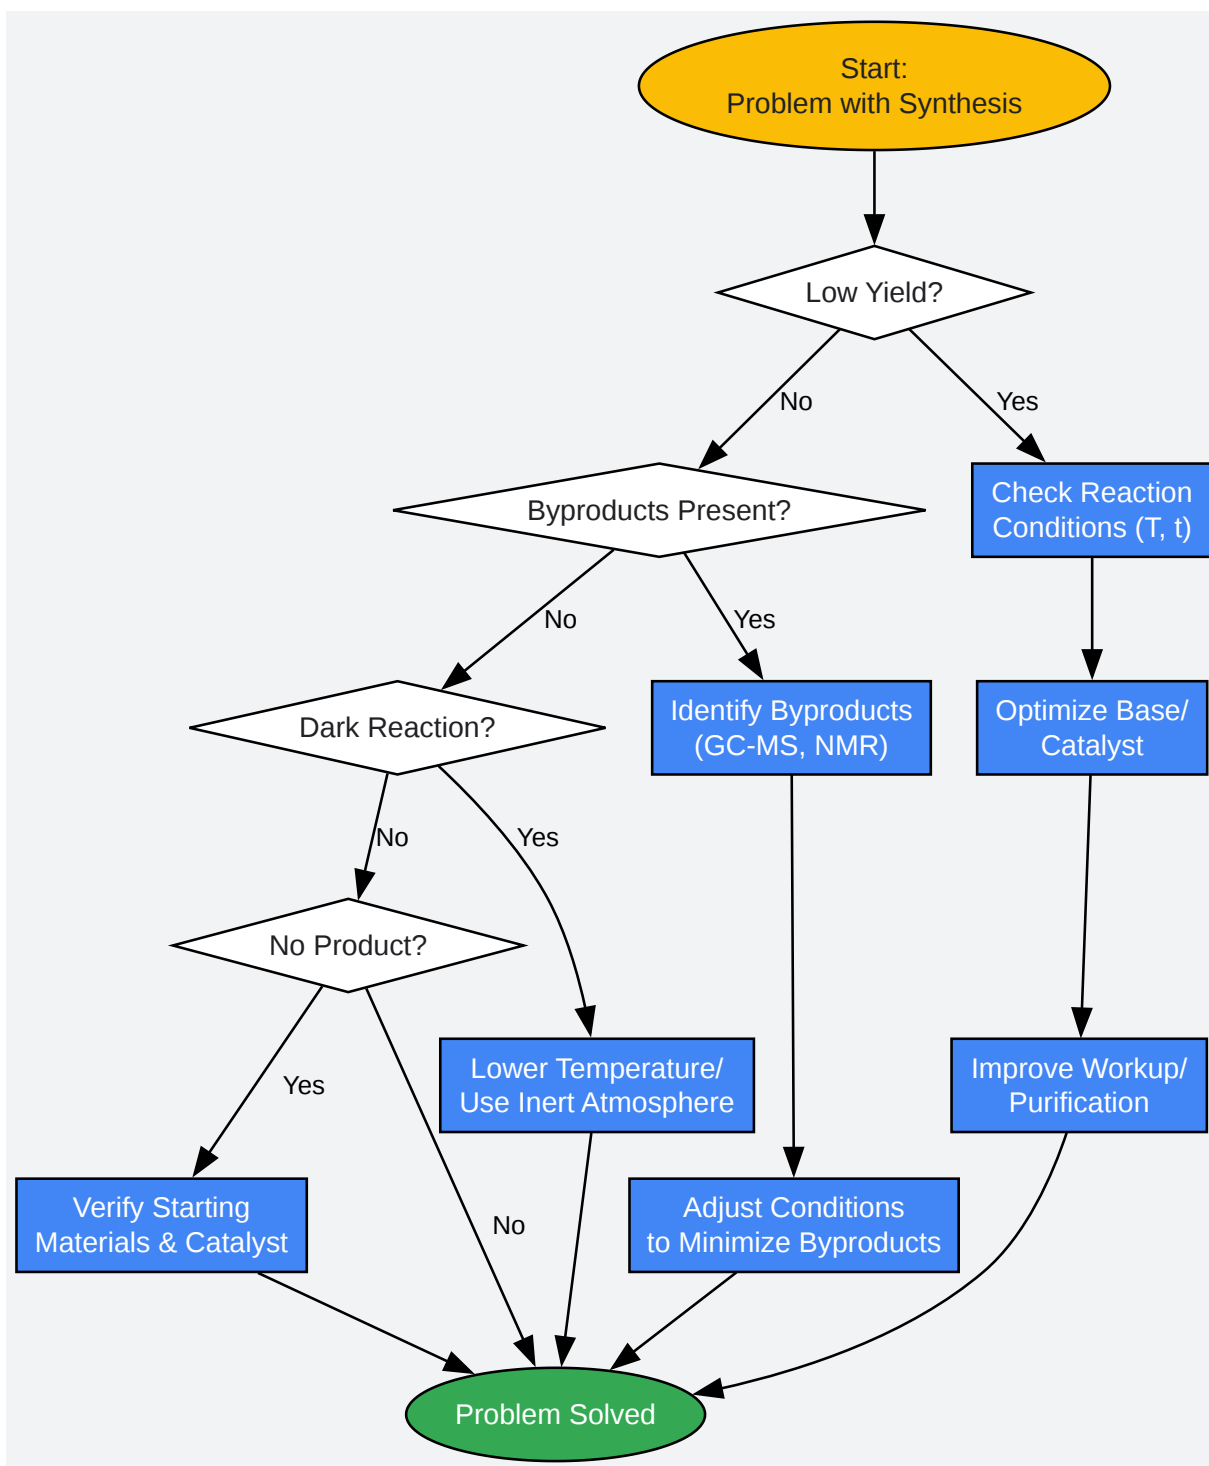 Start:
Problem with Synthesis
Low Yield?
No
Yes
Byproducts Present?
Check Reaction
Conditions (T, t)
No
Yes
Dark Reaction?
Identify Byproducts
(GC-MS, NMR)
Optimize Base/
Catalyst
No
Yes
No Product?
Lower Temperature/
Use Inert Atmosphere
Improve Workup/
Purification
Yes
No
Verify Starting
Materials & Catalyst
Adjust Conditions
to Minimize Byproducts
Problem Solved